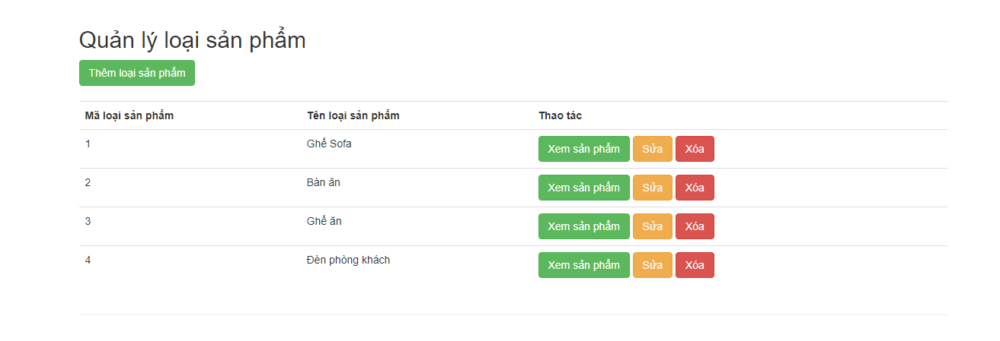 Quản lý loại sản phẩm
Thêm loại sản phẩm
Mã loại sản phẩm Tên loại sản phẩm Thao tác
1 Ghế Sofa Xem sản phẩm Sửa Xóa
2 Bàn ăn Xem sản phẩm Sửa Xóa
3 Ghế ăn Xem sản phẩm Sửa Xóa
4 Đèn phòng khách Xem sản phẩm Sửa Xóa